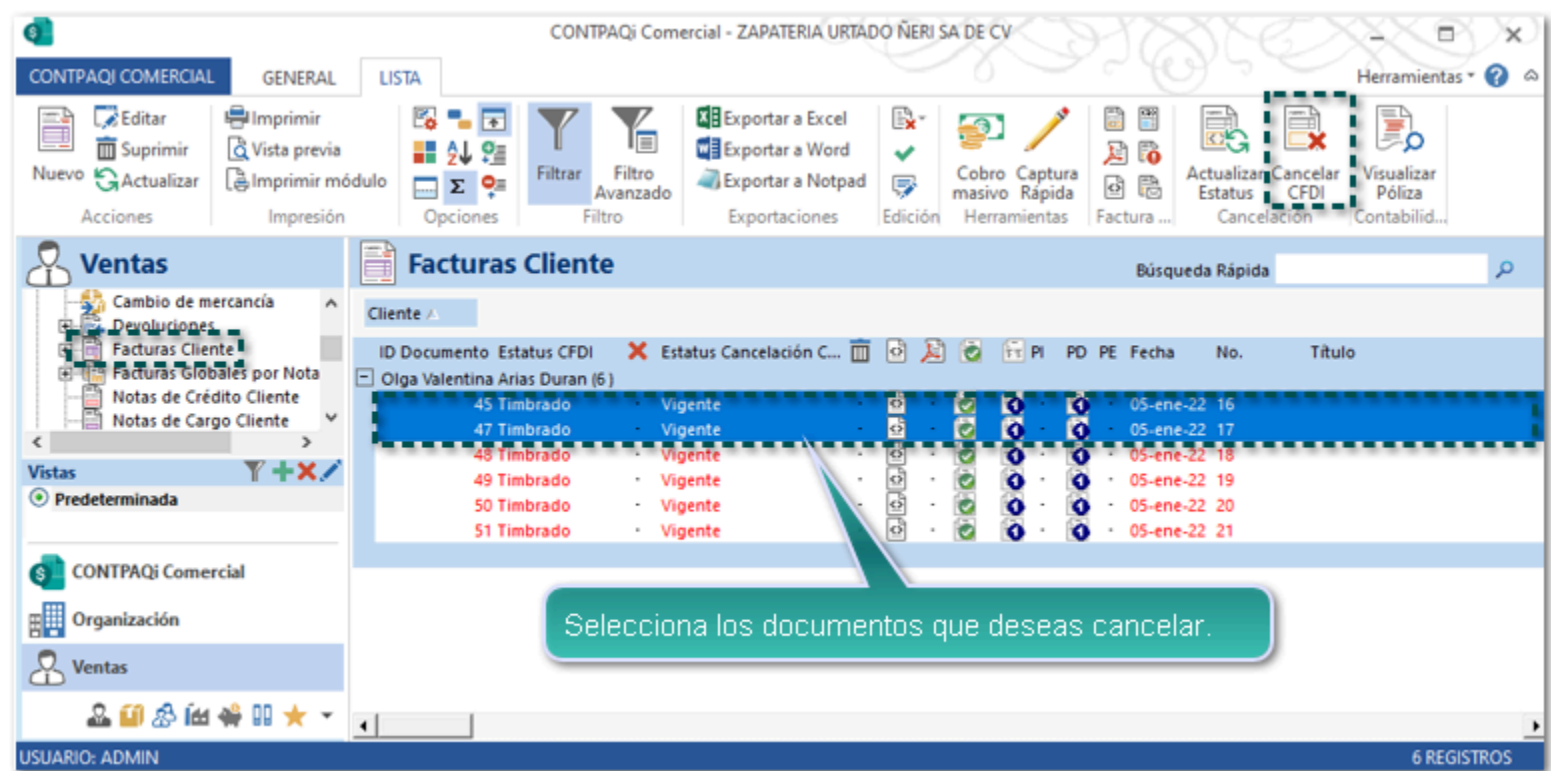 CONTPAQi Comercial - ZAPATERIA URTADO ÑERI SA DE CV
CONTPAQI COMERCIAL GENERAL LISTA Herramientas
Nuevo
Editar
Suprimir
Actualizar
Acciones
Imprimir
Vista previa
Imprimir módulo
Impresión
Opciones
Filtrar
Filtro Avanzado
Filtro
Exportar a Excel
Exportar a Word
Exportar a Notpad
Exportaciones
Edición
Cobro masivo
Captura Rápida
Herramientas
Factura ...
Actualizar Estatus
Cancelar CFDI
Cancelación
Visualizar Póliza
Contabilid...
Ventas
Cambio de mercancía
Devoluciones
Facturas Cliente
Facturas Globales por Nota
Notas de Crédito Cliente
Notas de Cargo Cliente
Vistas
Predeterminada
CONTPAQi Comercial
Organización
Ventas
Facturas Cliente
Búsqueda Rápida
Cliente
ID Documento Estatus CFDI Estatus Cancelación C... PI PD PE Fecha No. Título
Olga Valentina Arias Duran (6 )
45 Timbrado Vigente 05-ene-22 16
47 Timbrado Vigente 05-ene-22 17
48 Timbrado Vigente 05-ene-22 18
49 Timbrado Vigente 05-ene-22 19
50 Timbrado Vigente 05-ene-22 20
51 Timbrado Vigente 05-ene-22 21
Selecciona los documentos que deseas cancelar.
USUARIO: ADMIN 6 REGISTROS